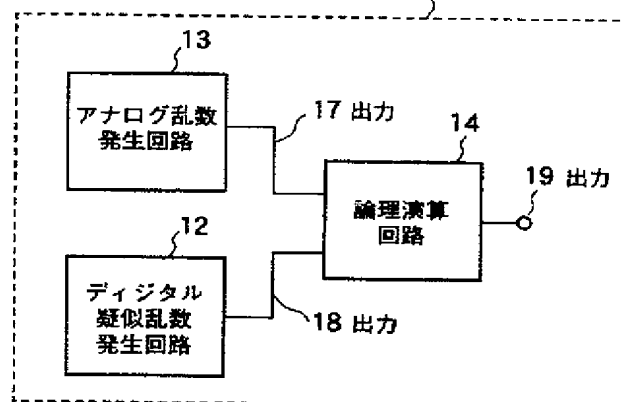 13
アナログ乱数
発生回路
17 出力
14
論理演算
回路
19 出力
12
ディジタル
疑似乱数
発生回路
18 出力